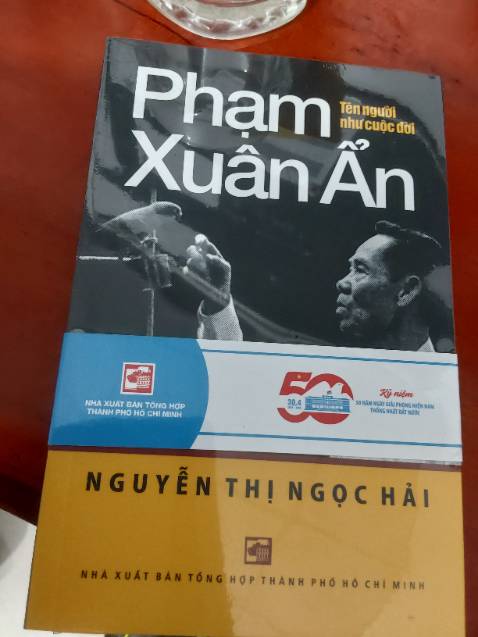 Phạm
Xuân Ẩn
Tên người
như cuộc đời
NHÀ XUẤT BẢN TỔNG HỢP
THÀNH PHỐ HỒ CHÍ MINH
50
30.4
Kỷ niệm
50 NĂM NGÀY GIẢI PHÓNG MIỀN NAM
THỐNG NHẤT ĐẤT NƯỚC
NGUYỄN THỊ NGỌC HẢI
NHÀ XUẤT BẢN TỔNG HỢP THÀNH PHỐ HỒ CHÍ MINH